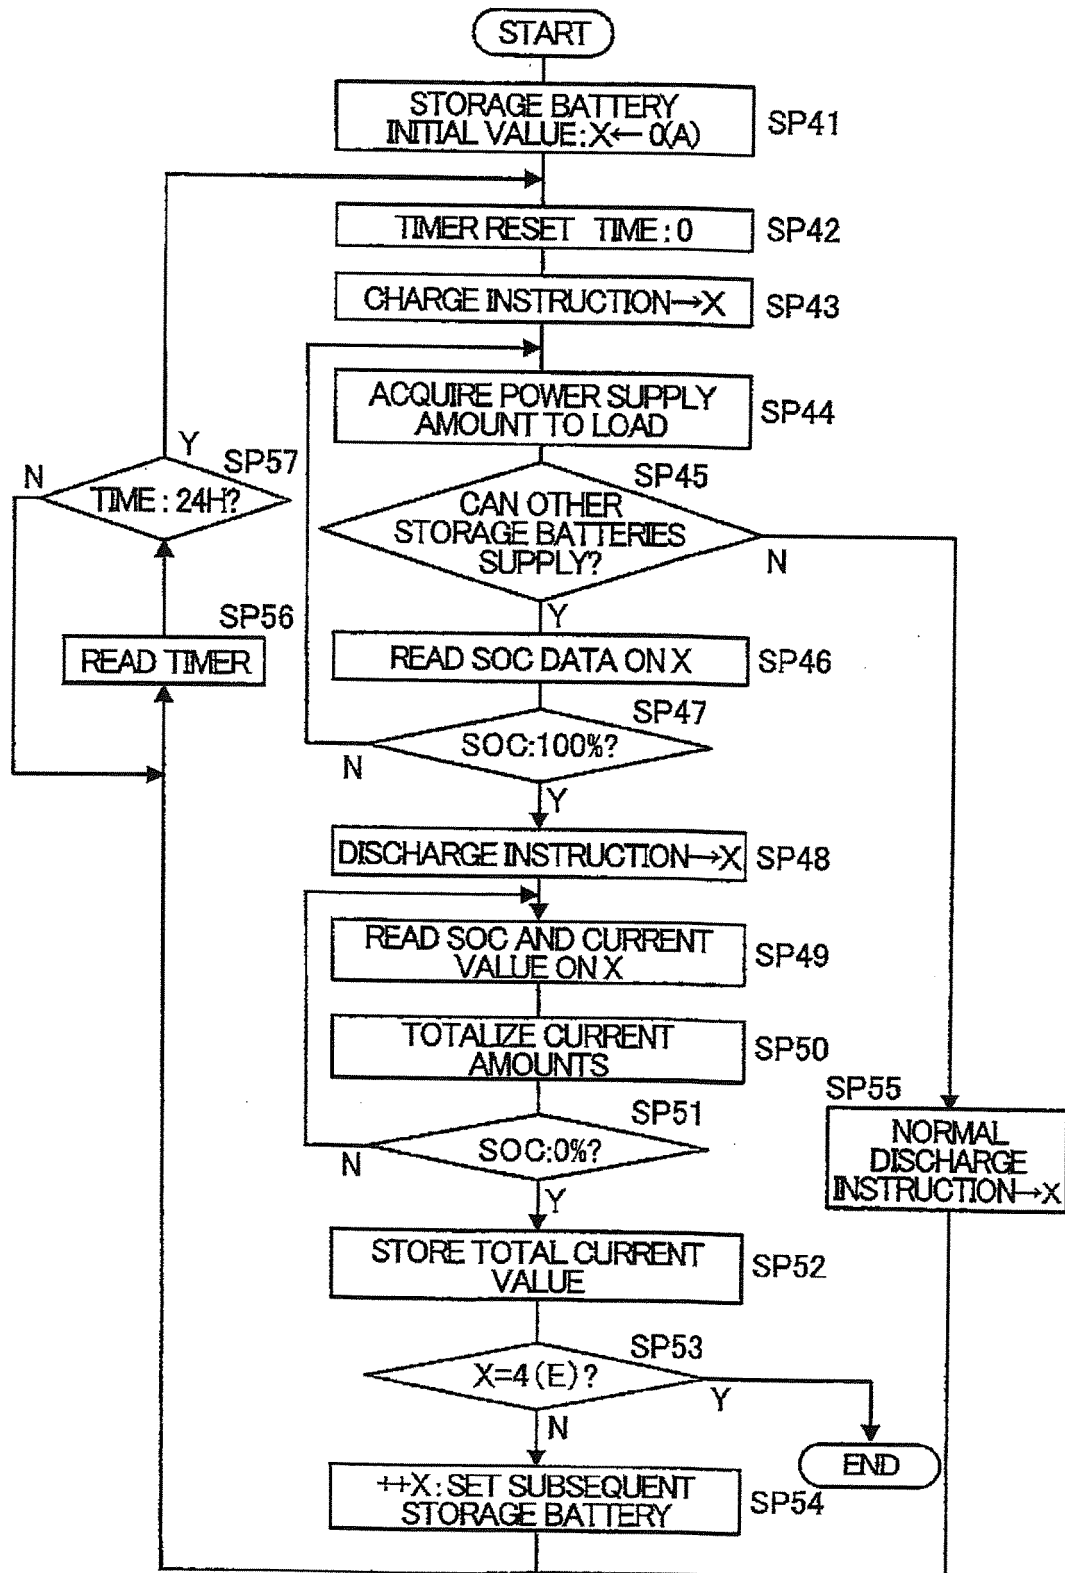 START
STORAGE BATTERY
INITIAL VALUE:X← 0(A)
SP41
TIMER RESET TIME:0
SP42
CHARGE INSTRUCTION→X
SP43
ACQUIRE POWER SUPPLY
AMOUNT TO LOAD
SP44
SP45
CAN OTHER
STORAGE BATTERIES
SUPPLY?
N
Y
Y
N
SP57
TIME:24H?
SP56
READ TIMER
READ SOC DATA ON X
SP46
SP47
SOC:100%?
N
Y
DISCHARGE INSTRUCTION→X
SP48
READ SOC AND CURRENT
VALUE ON X
SP49
TOTALIZE CURRENT
AMOUNTS
SP50
SP51
SOC:0%?
N
Y
SP55
NORMAL
DISCHARGE
INSTRUCTION→X
STORE TOTAL CURRENT
VALUE
SP52
SP53
X=4(E)?
Y
N
END
++X:SET SUBSEQUENT
STORAGE BATTERY
SP54